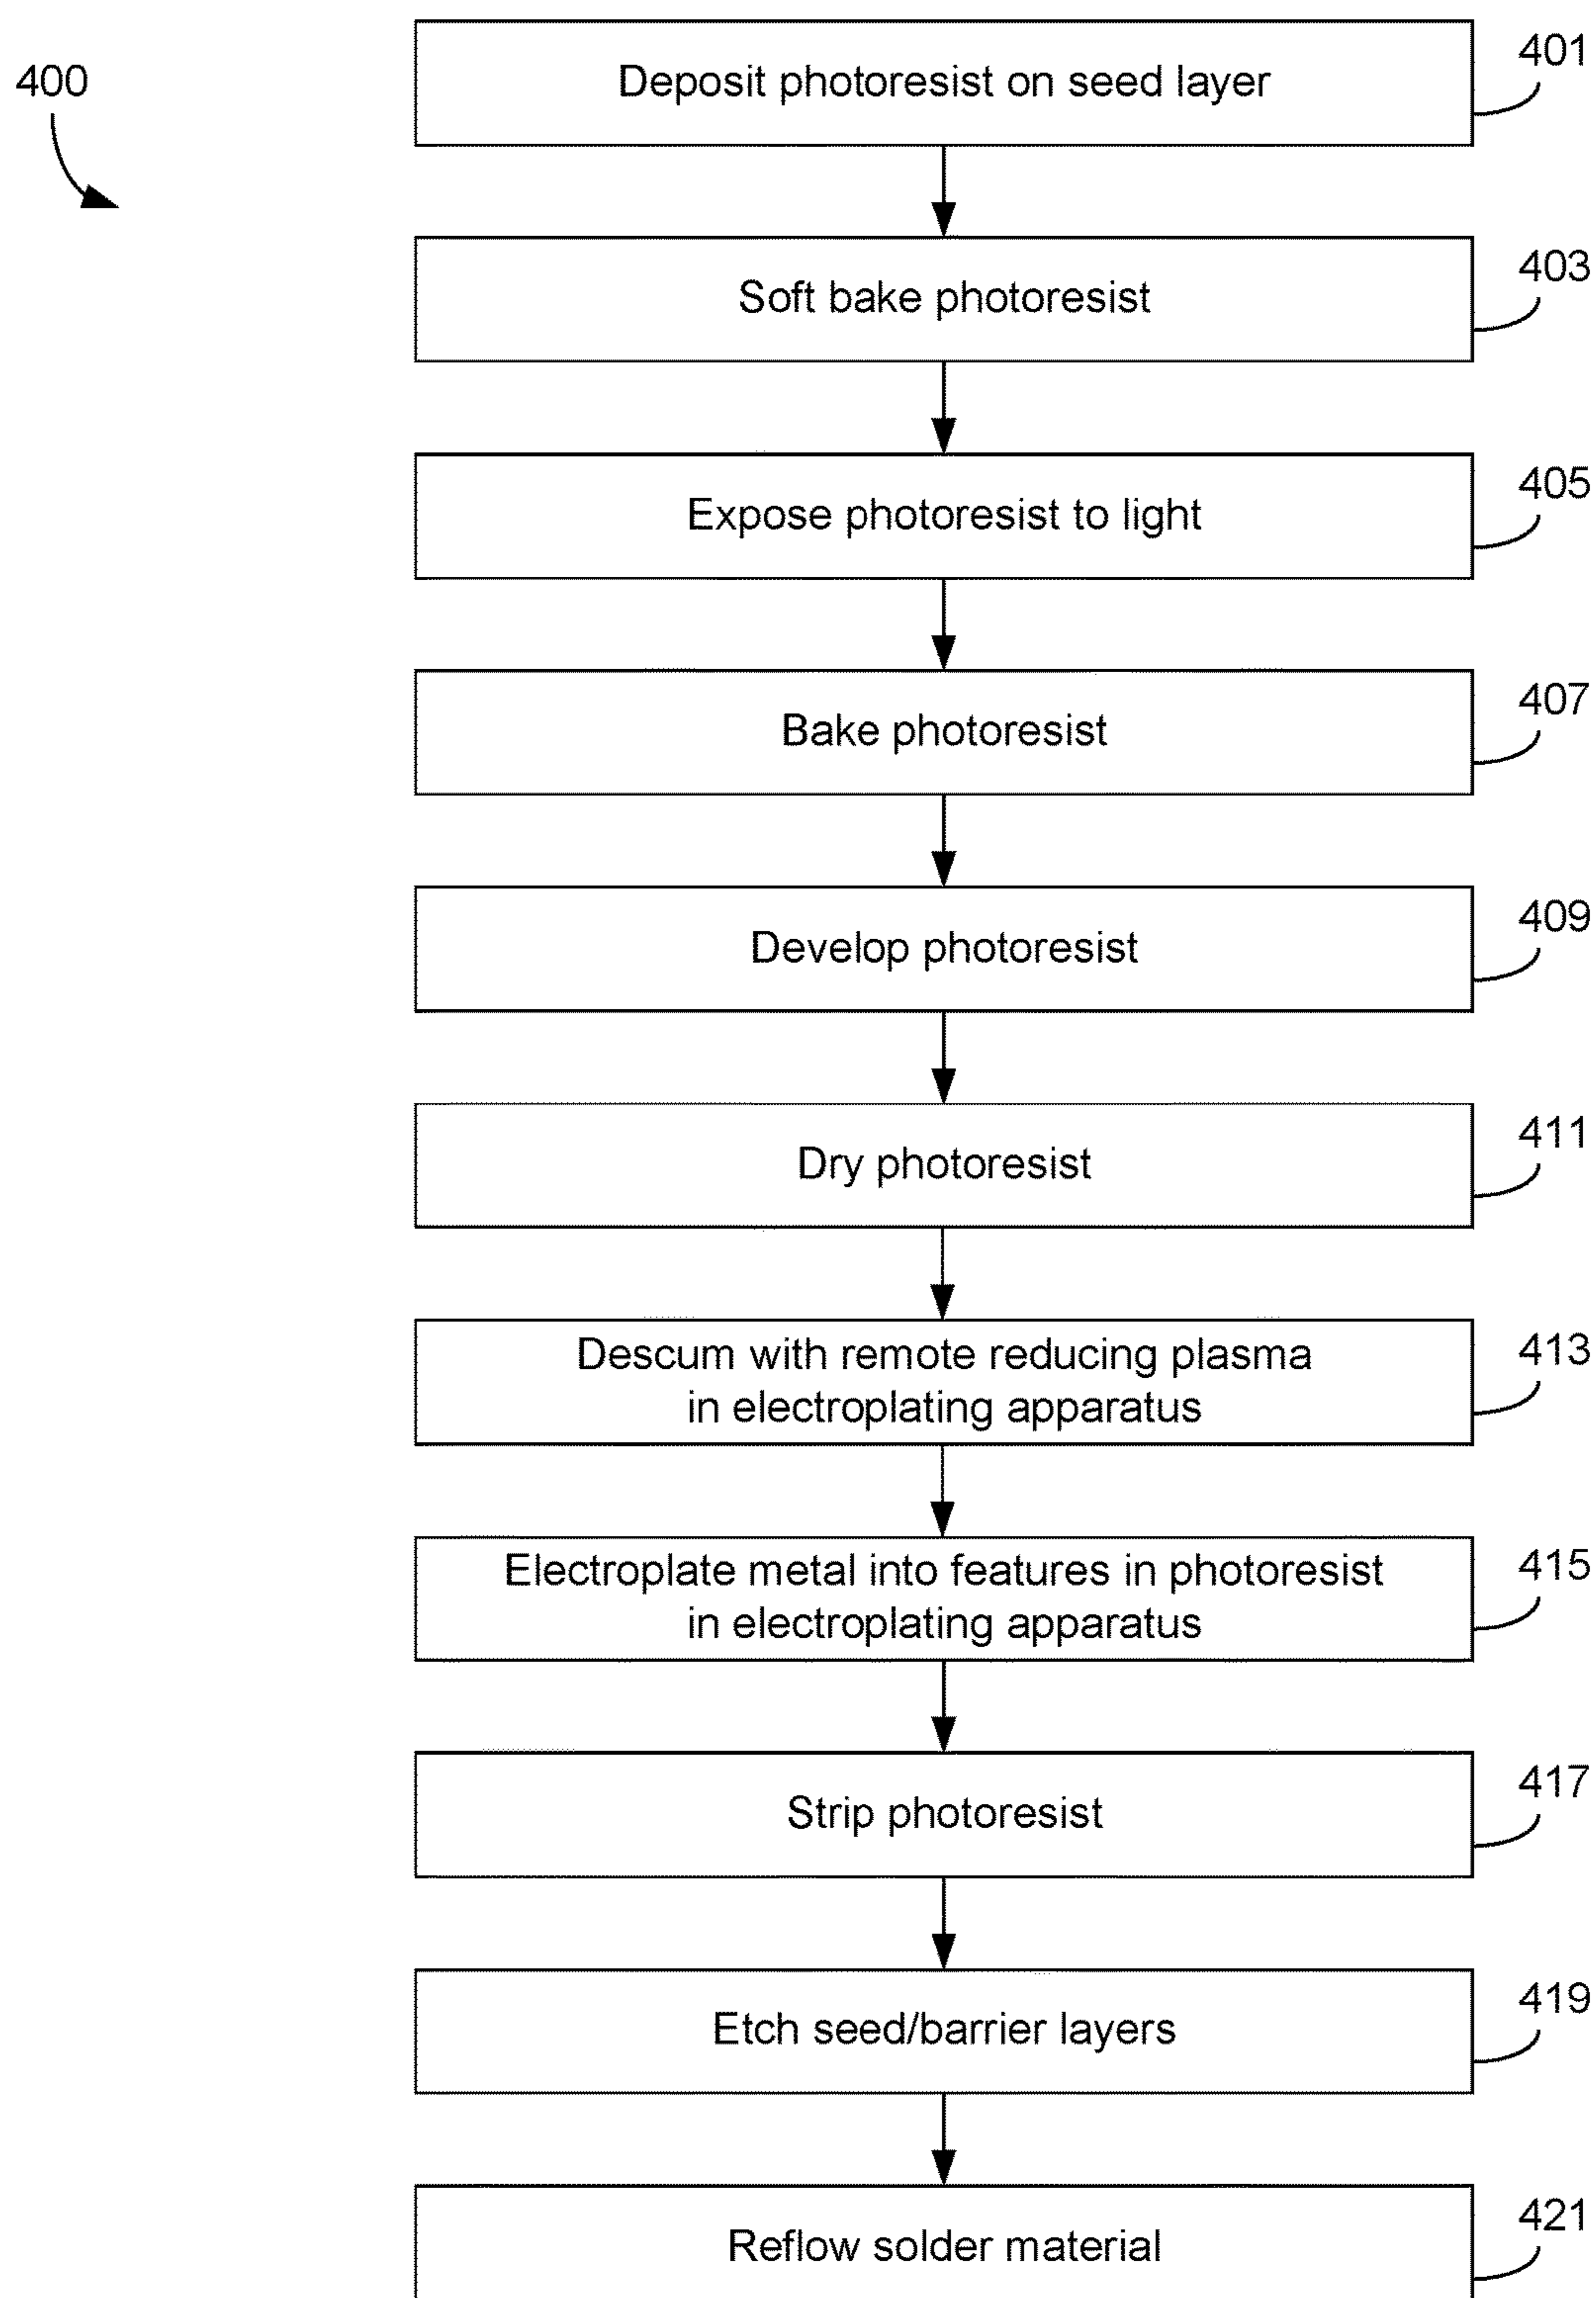 400
Deposit photoresist on seed layer
401
Soft bake photoresist
403
Expose photoresist to light
405
Bake photoresist
407
Develop photoresist
409
Dry photoresist
411
Descum with remote reducing plasma
in electroplating apparatus
413
Electroplate metal into features in photoresist
in electroplating apparatus
415
Strip photoresist
417
Etch seed/barrier layers
419
Reflow solder material
421